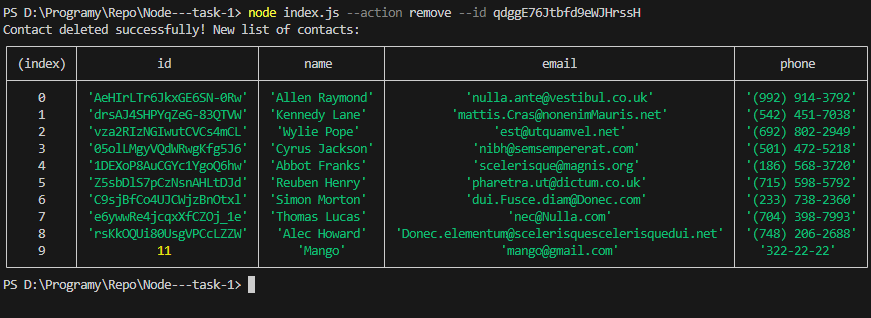 PS D:\Programy\Repo\Node---task-1> node index.js --action remove --id qdggE76Jtbfd9eWJHrssH
Contact deleted successfully! New list of contacts:
(index) id name email phone
0 'AeHIrLTr6JkxGE6SN-0Rw' 'Allen Raymond' 'nulla.ante@vestibul.co.uk' '(992) 914-3792'
1 'drsAJ4SHPYqZeG-83QTVW' 'Kennedy Lane' 'mattis.Cras@nonenimMauris.net' '(542) 451-7038'
2 'vza2RIzNGIwutCVCs4mCL' 'Wylie Pope' 'est@utquamvel.net' '(692) 802-2949'
3 '05olLMgyVQdWRwgKfg5J6' 'Cyrus Jackson' 'nibh@semsempererat.com' '(501) 472-5218'
4 '1DEXoP8AuCGYc1YgoQ6hw' 'Abbot Franks' 'scelerisque@magnis.org' '(186) 568-3720'
5 'Z5sbDlS7pCzNsnAHLtDJd' 'Reuben Henry' 'pharetra.ut@dictum.co.uk' '(715) 598-5792'
6 'C9sjBfCo4UJCWjzBnOtxl' 'Simon Morton' 'dui.Fusce.diam@Donec.com' '(233) 738-2360'
7 'e6ywwRe4jcqxXfCZOj_1e' 'Thomas Lucas' 'nec@Nulla.com' '(704) 398-7993'
8 'rsKkOQUi80UsgVPCcLZZW' 'Alec Howard' 'Donec.elementum@scelerisquescelerisquedui.net' '(748) 206-2688'
9 11 'Mango' 'mango@gmail.com' '322-22-22'
PS D:\Programy\Repo\Node---task-1>